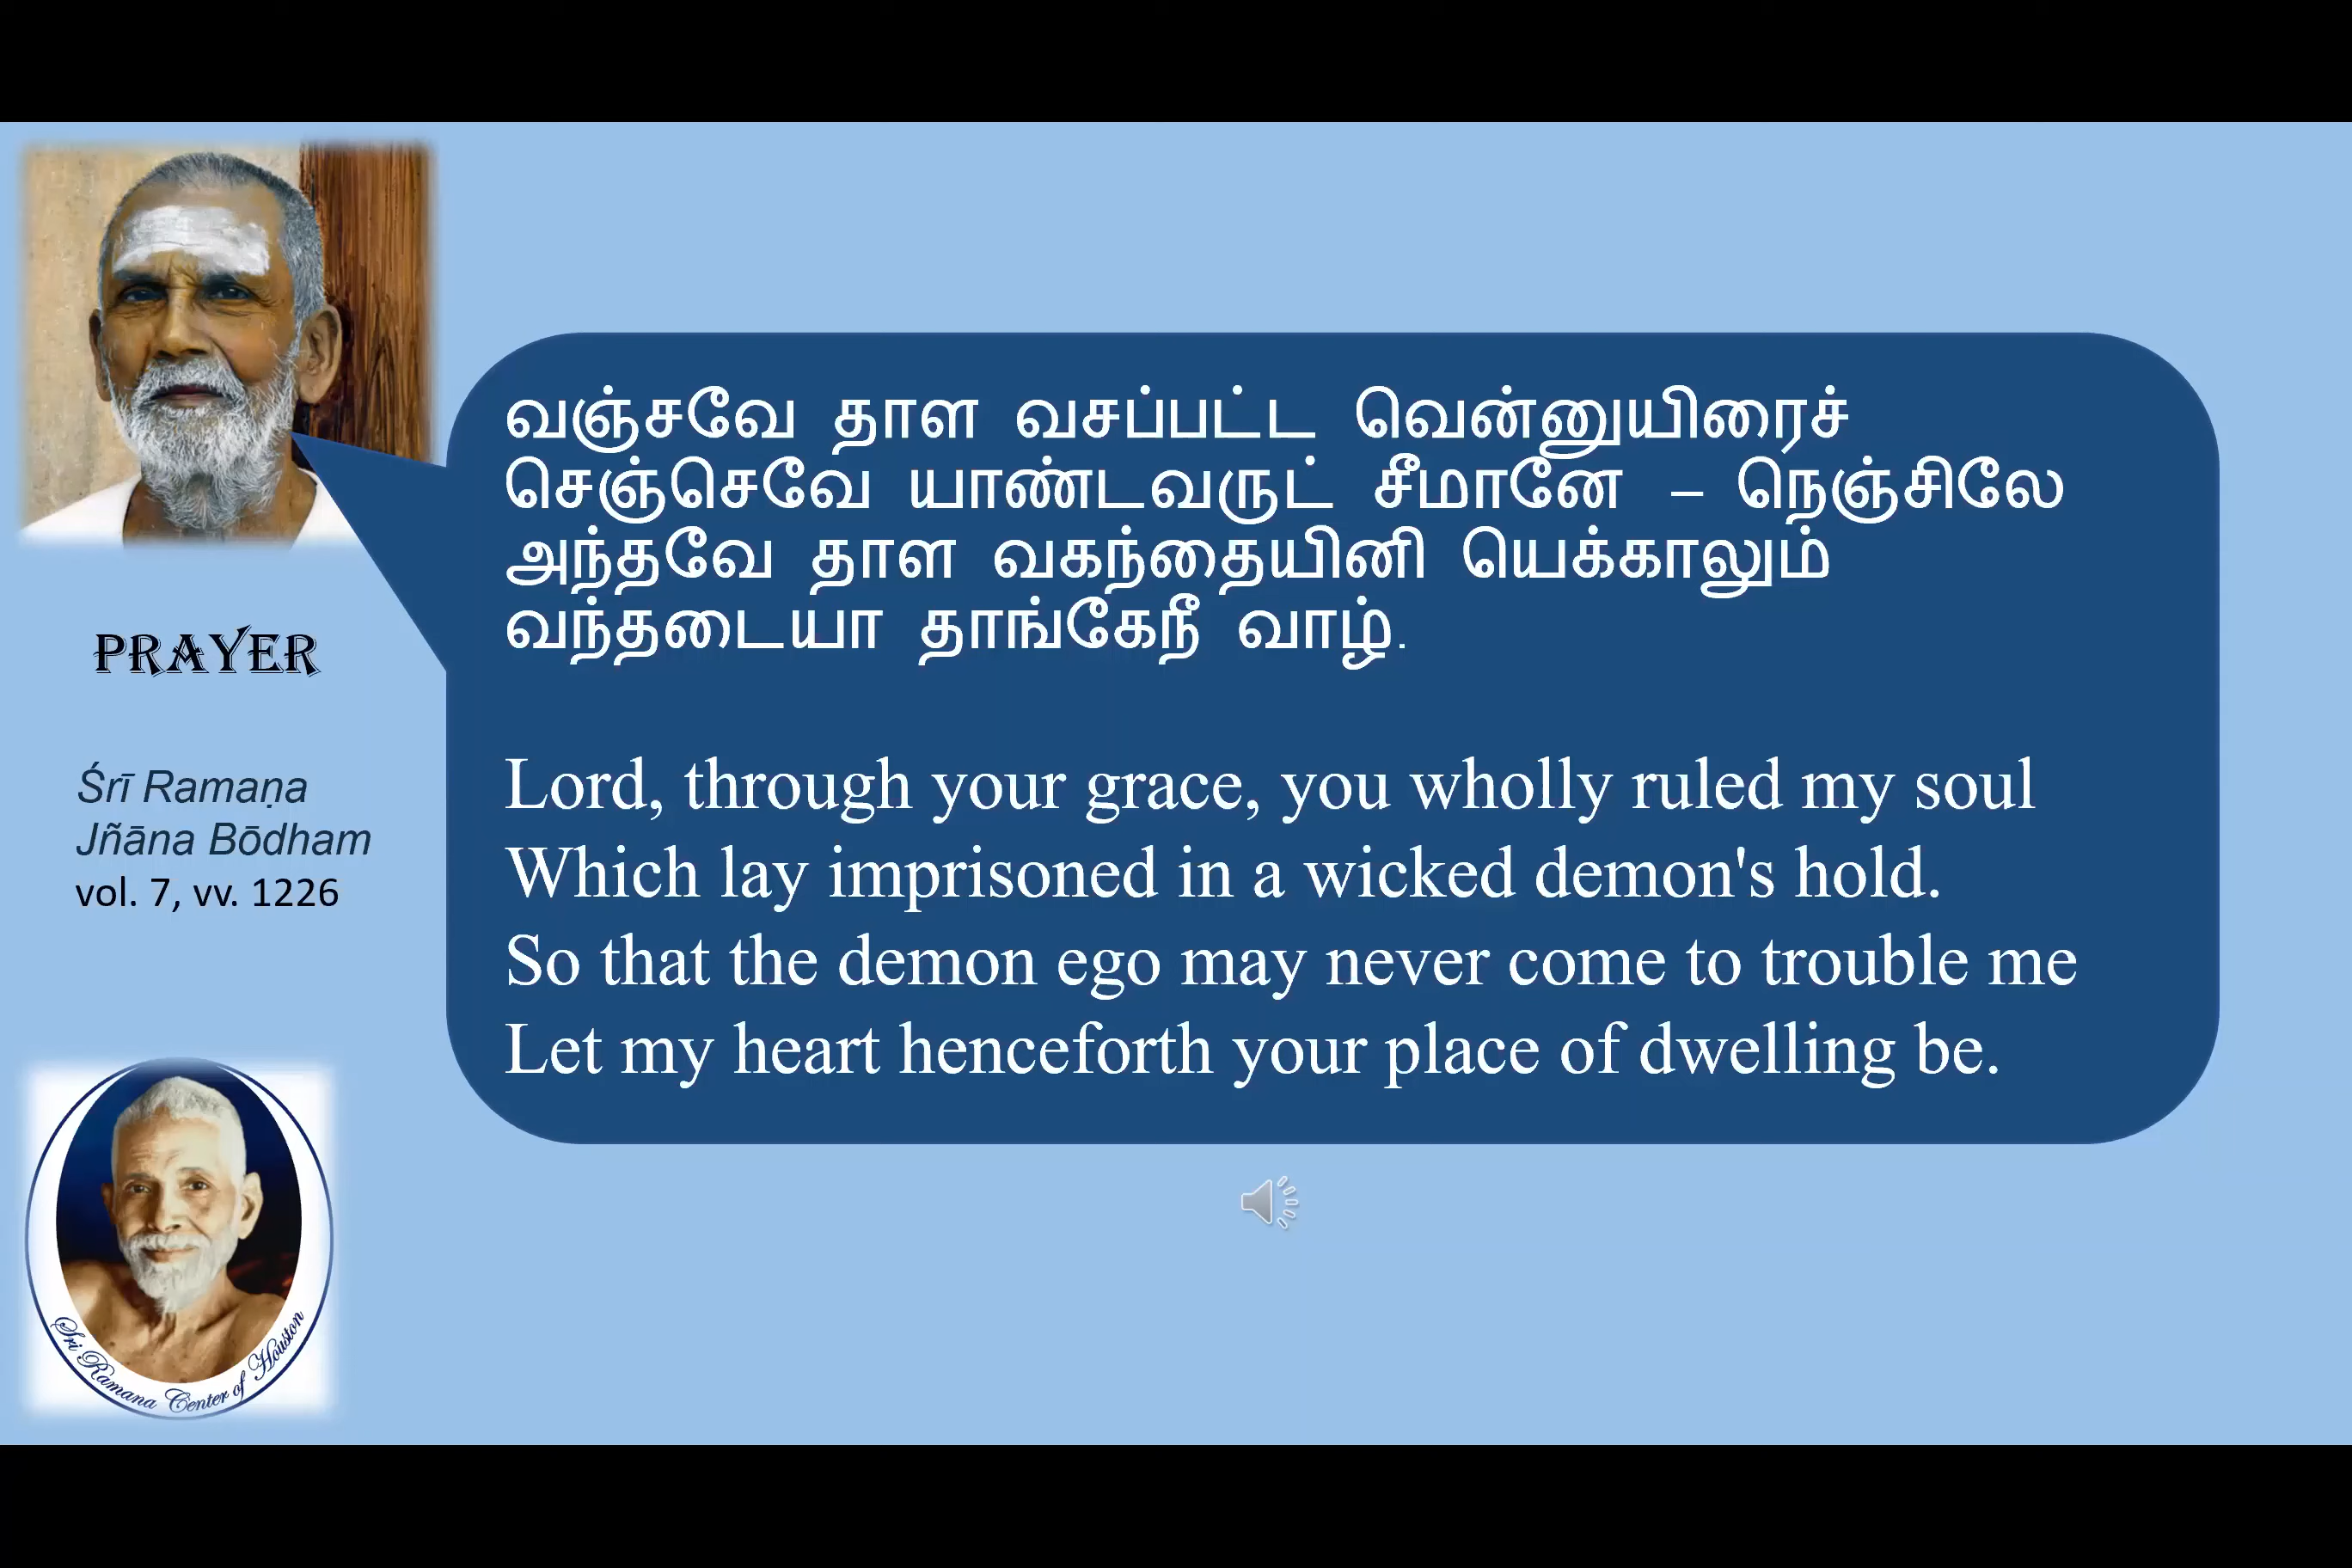 வஞ்சவே தாள வசப்பட்ட வென்னுயிரைச்
செஞ்செவே யாண்டவருட் சீமானே – நெஞ்சிலே
அந்தவே தாள வகந்தையினி யெக்காலும்
வந்தடையா தாங்கேநீ வாழ்.
Lord, through your grace, you wholly ruled my soul
Which lay imprisoned in a wicked demon's hold.
So that the demon ego may never come to trouble me
Let my heart henceforth your place of dwelling be.
PRAYER
Śrī Ramaṇa
Jñāna Bōdham
vol. 7, vv. 1226
Sri Ramana Center of Houston